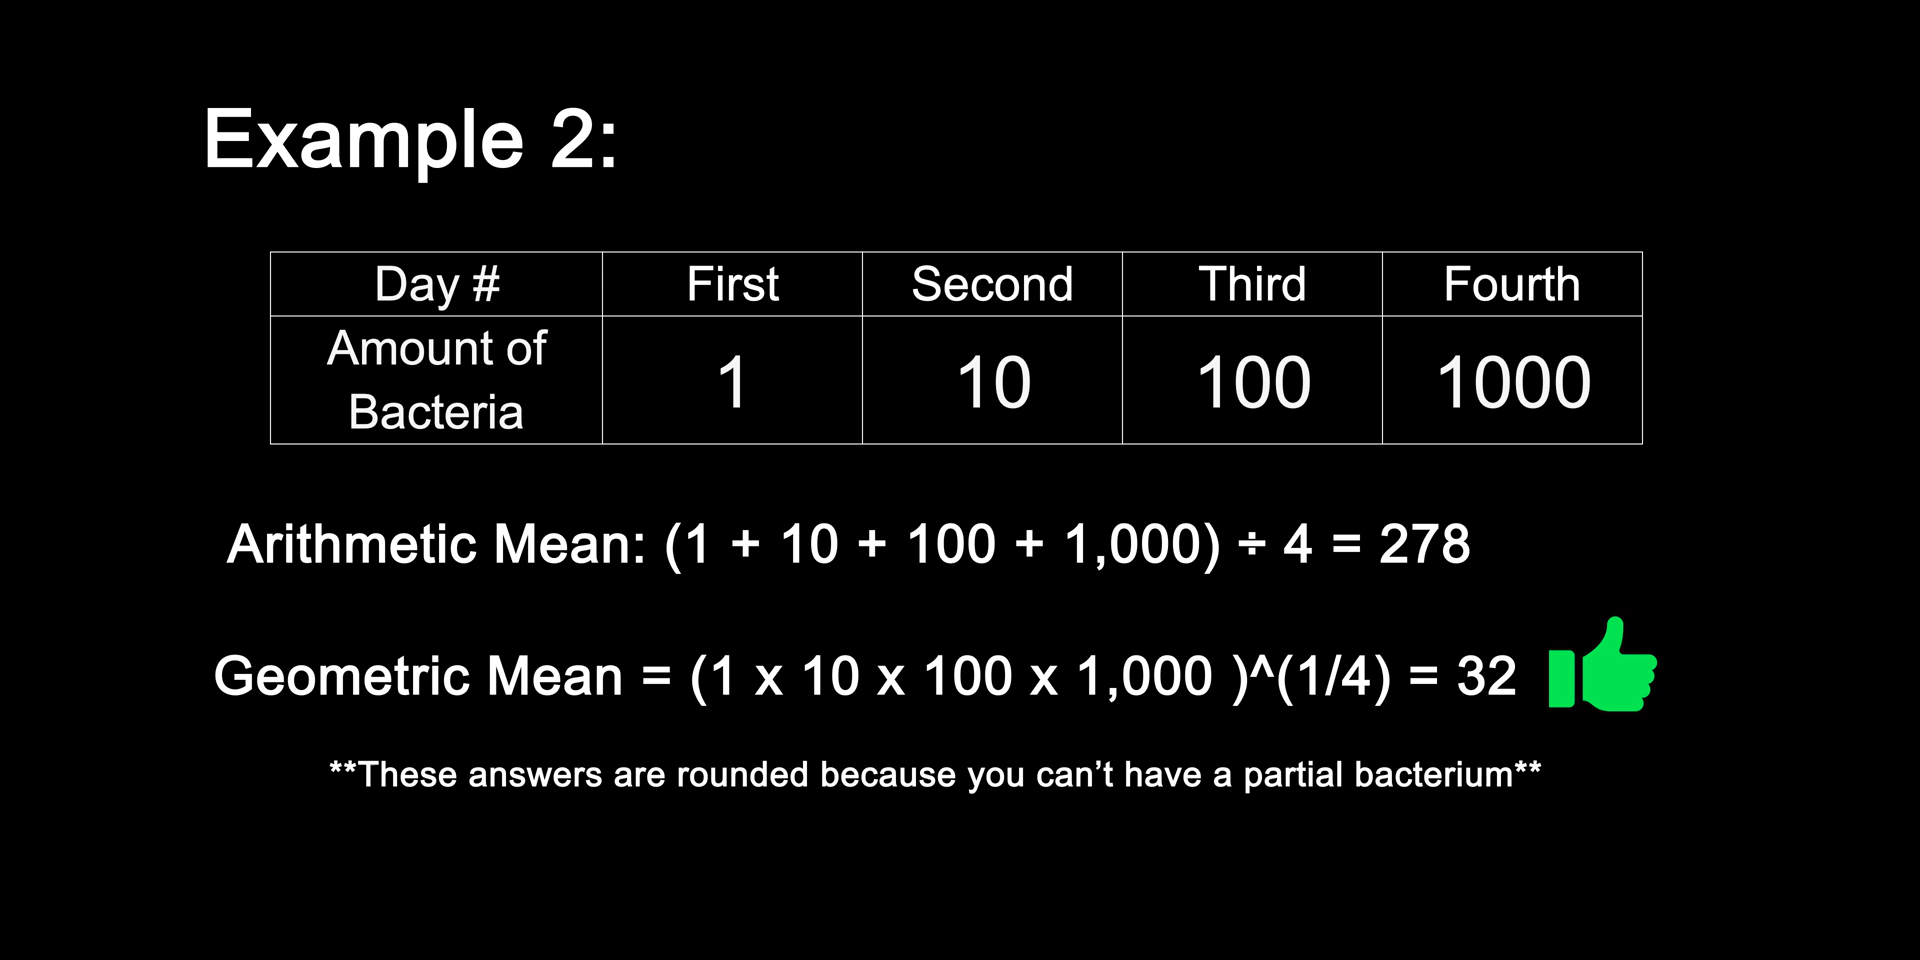 Example 2:
Day # First Second Third Fourth
Amount of
Bacteria 1 10 100 1000
Arithmetic Mean: (1 + 10 + 100 + 1,000) ÷ 4 = 278
Geometric Mean = (1 x 10 x 100 x 1,000 )^(1/4) = 32
**These answers are rounded because you can’t have a partial bacterium**